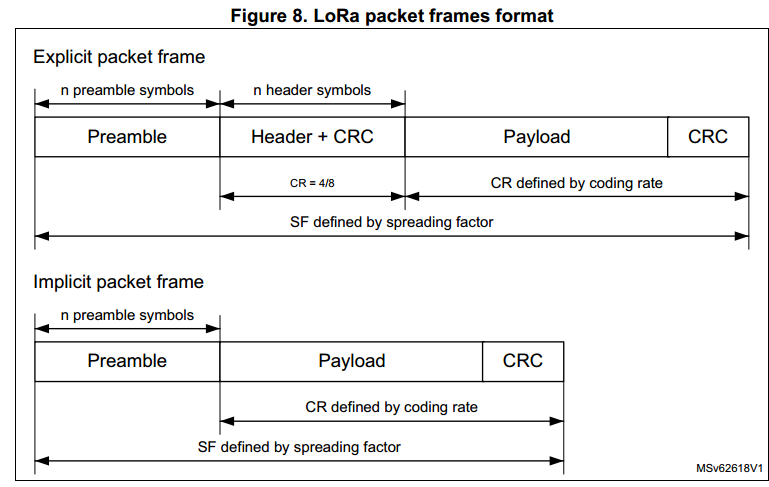 Figure 8. LoRa packet frames format
Explicit packet frame
n preamble symbols n header symbols
Preamble Header + CRC Payload CRC
CR = 4/8 CR defined by coding rate
SF defined by spreading factor
Implicit packet frame
n preamble symbols
Preamble Payload CRC
CR defined by coding rate
SF defined by spreading factor
MSv62618V1